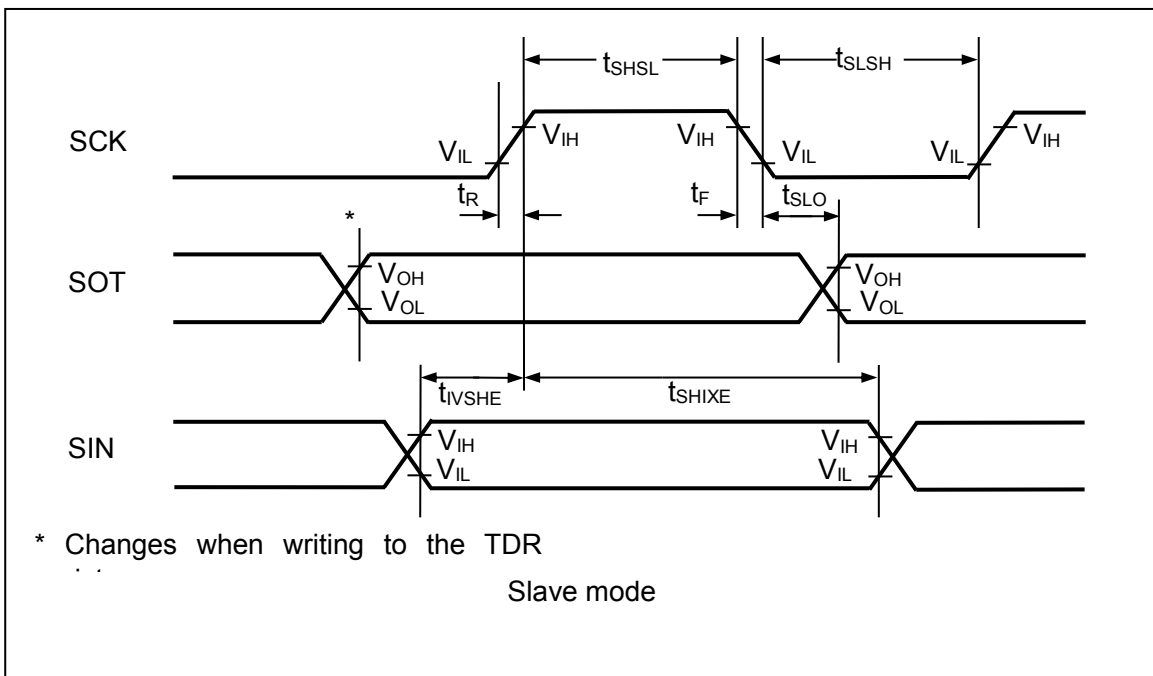 tSHSL tSLSH
SCK
VIH VIH
VIL VIL VIL VIH
tR tF tSLO
*
SOT
VOH VOH
VOL VOL
tIVSHE tSHIXE
SIN
VIH VIH
VIL VIL
* Changes when writing to the TDR
Slave mode